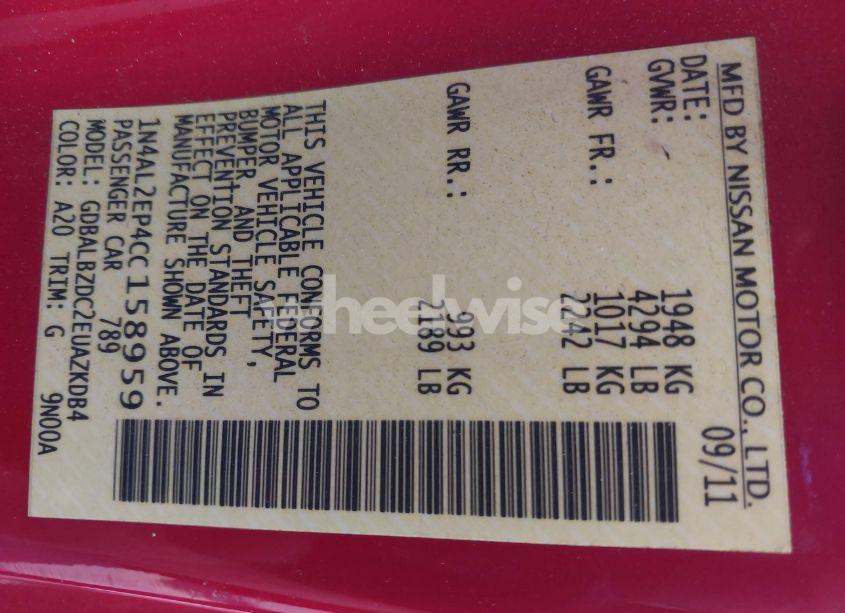 MFD BY NISSAN MOTOR CO., LTD.
DATE: 09/11
GVWR: 1948 KG
4294 LB
GAWR FR.: 1017 KG
2242 LB
GAWR RR.: 993 KG
2189 LB
THIS VEHICLE CONFORMS TO
ALL APPLICABLE FEDERAL
MOTOR VEHICLE SAFETY,
BUMPER, AND THEFT
PREVENTION STANDARDS IN
EFFECT ON THE DATE OF
MANUFACTURE SHOWN ABOVE.
1N4AL2EP4CC158959
PASSENGER CAR 789
MODEL: GDBALBZDC2EUAZKDB4
COLOR: A20 TRIM: G 9N00A
wheelwise